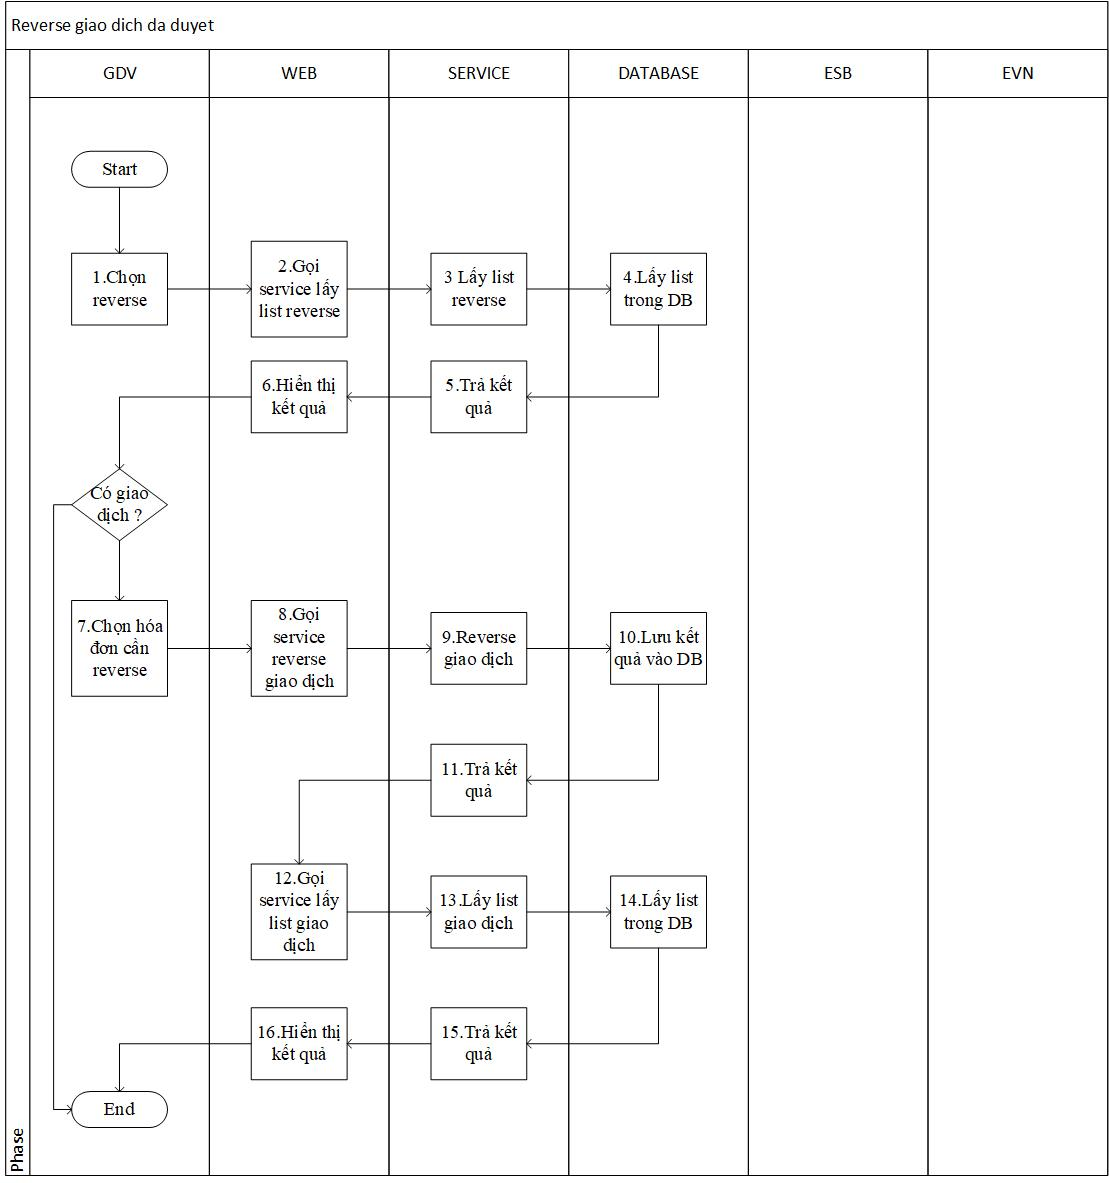 Reverse giao dich da duyet
GDV
WEB
SERVICE
DATABASE
ESB
EVN
Start
1.Chọn
reverse
2.Gọi
service lấy
list reverse
3 Lấy list
reverse
4.Lấy list
trong DB
6.Hiển thị
kết quả
5.Trả kết
quả
Có giao
dịch ?
7.Chọn hóa
đơn cần
reverse
8.Gọi
service
reverse
giao dịch
9.Reverse
giao dịch
10.Lưu kết
quả vào DB
11.Trả kết
quả
12.Gọi
service lấy
list giao
dịch
13.Lấy list
giao dịch
14.Lấy list
trong DB
16.Hiển thị
kết quả
15.Trả kết
quả
End
Phase